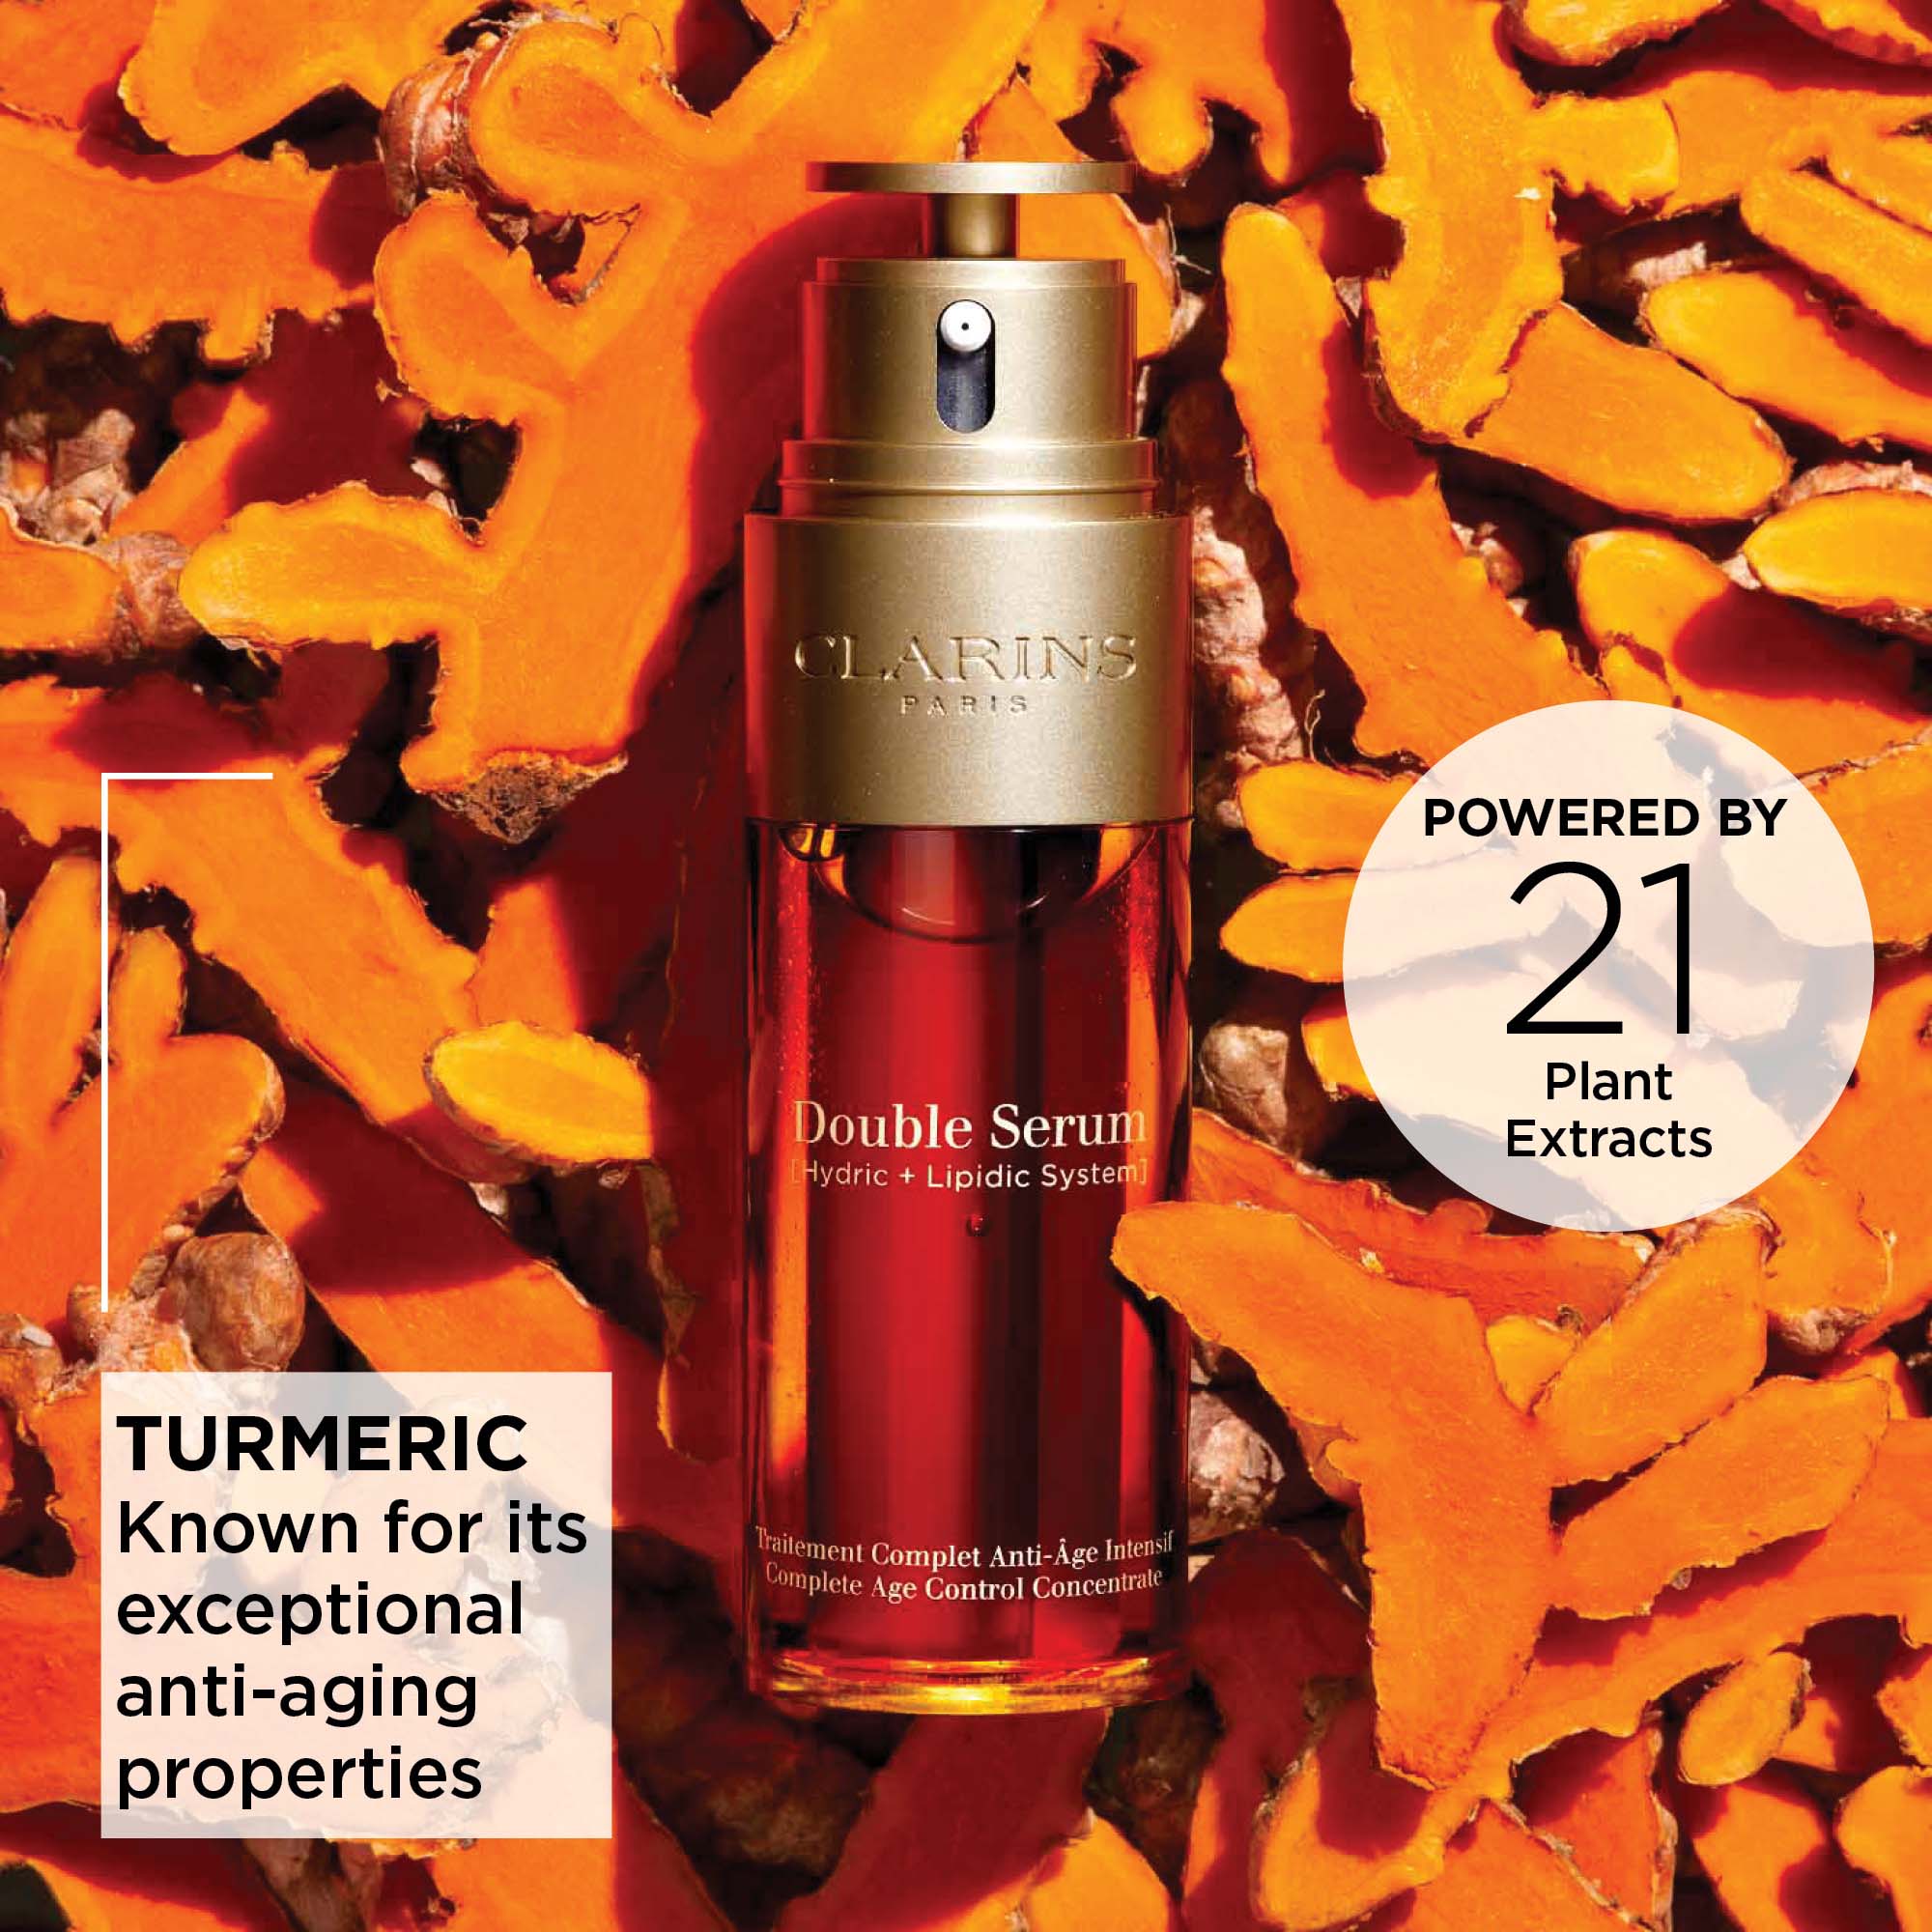 CLARINS
PARIS
POWERED BY
21
Plant
Extracts
Double Serum
[Hydric + Lipidic System]
TURMERIC
Known for its
exceptional
anti-aging
properties
Traitement Complet Anti-Âge Intensif
Complete Age Control Concentrate